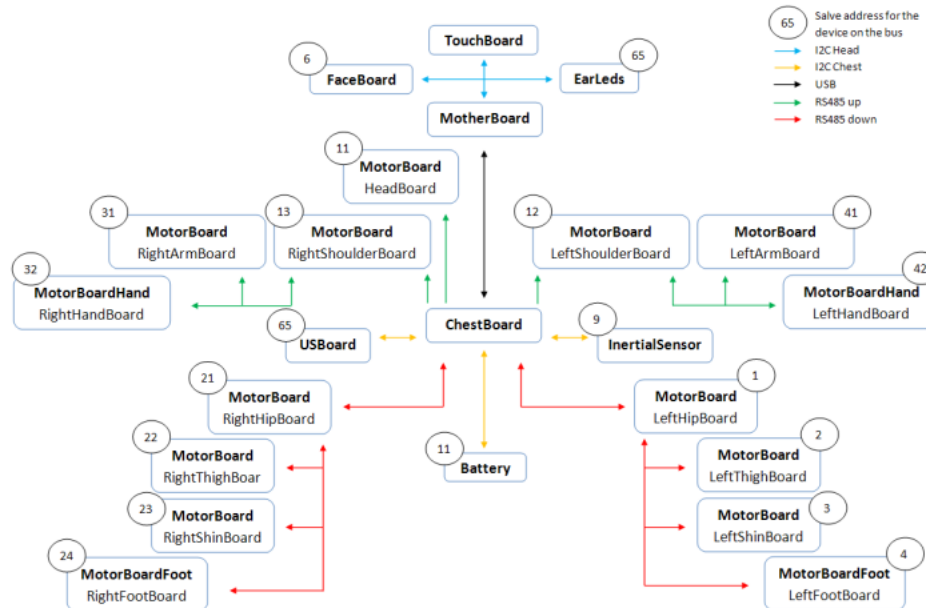 65
Salve address for the
device on the bus
I2C Head
I2C Chest
USB
RS485 up
RS485 down
TouchBoard
6
FaceBoard
65
EarLeds
MotherBoard
11
MotorBoard
HeadBoard
31
MotorBoard
RightArmBoard
13
MotorBoard
RightShoulderBoard
12
MotorBoard
LeftShoulderBoard
41
MotorBoard
LeftArmBoard
32
MotorBoardHand
RightHandBoard
42
MotorBoardHand
LeftHandBoard
65
USBoard
ChestBoard
9
InertialSensor
21
MotorBoard
RightHipBoard
1
MotorBoard
LeftHipBoard
22
MotorBoard
RightThighBoar
11
Battery
2
MotorBoard
LeftThighBoard
23
MotorBoard
RightShinBoard
3
MotorBoard
LeftShinBoard
24
MotorBoardFoot
RightFootBoard
4
MotorBoardFoot
LeftFootBoard